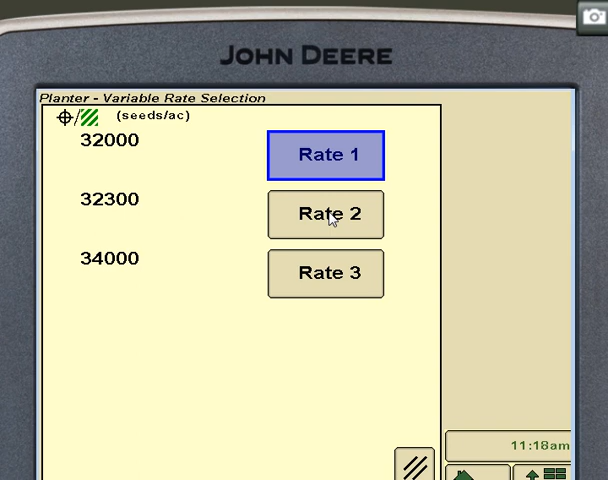 JOHN DEERE
Planter - Variable Rate Selection
(seeds/ac)
32000 Rate 1
32300 Rate 2
34000 Rate 3
11:18am